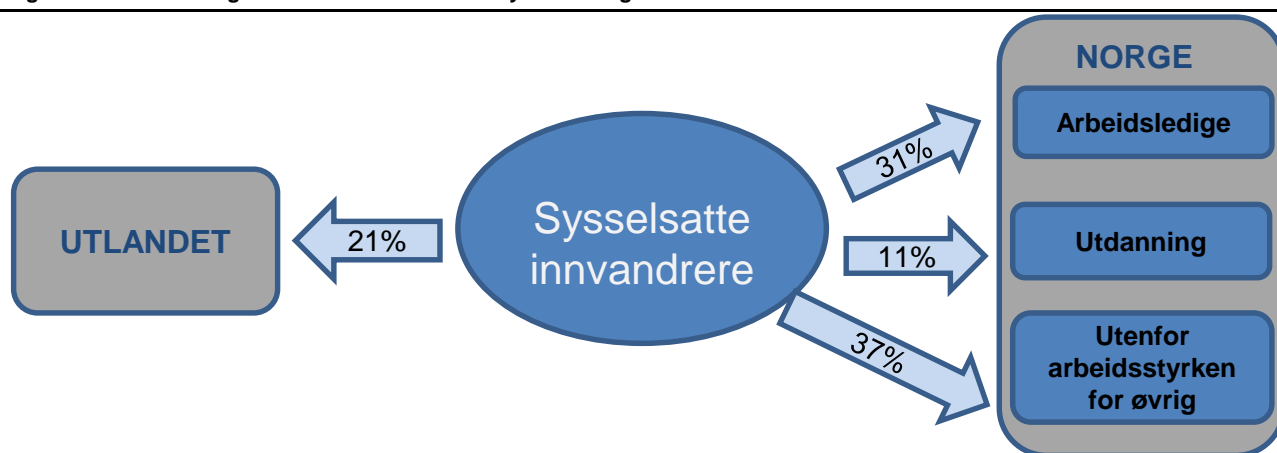 NORGE
Arbeidsledige
31%
Sysselsatte
innvandrere
UTLANDET
21%
11%
Utdanning
37%
Utenfor
arbeidsstyrken
for øvrig